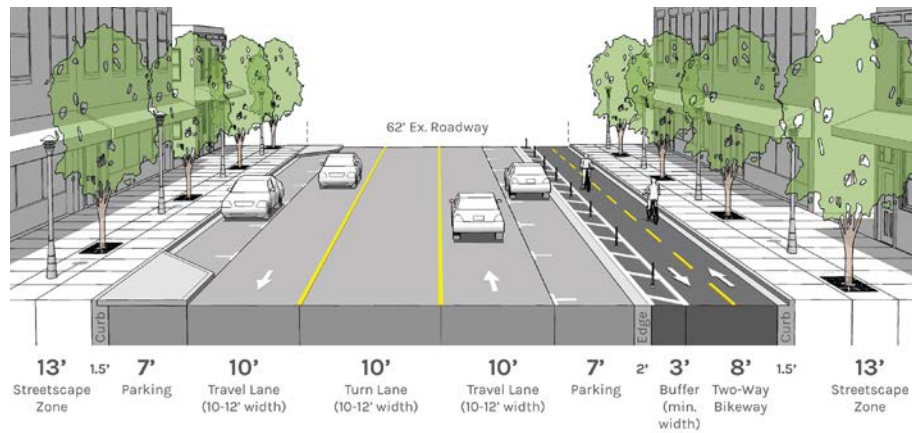 62' Ex. Roadway
Curb
Edge
Curb
13' 1.5' 7' 10' 10' 10' 7' 2' 3' 8' 1.5' 13'
Streetscape Parking Travel Lane Turn Lane Travel Lane Parking Buffer Two-Way Streetscape
Zone (10-12' width) (10-12' width) (10-12' width) (min. Bikeway Zone
width)